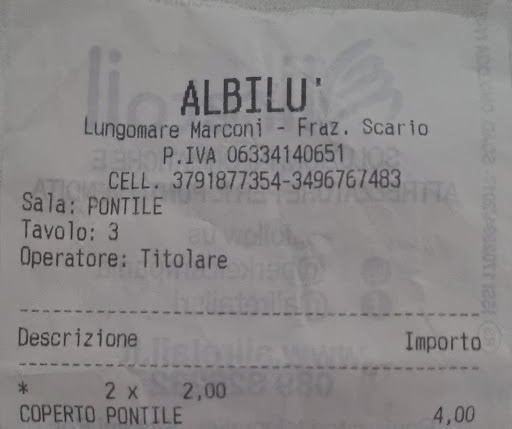 ALBILU'
Lungomare Marconi - Fraz. Scario
P.IVA 06334140651
CELL. 3791877354-3496767483
Sala: PONTILE
Tavolo: 3
Operatore: Titolare
Descrizione Importo
* 2 x 2,00
COPERTO PONTILE 4,00